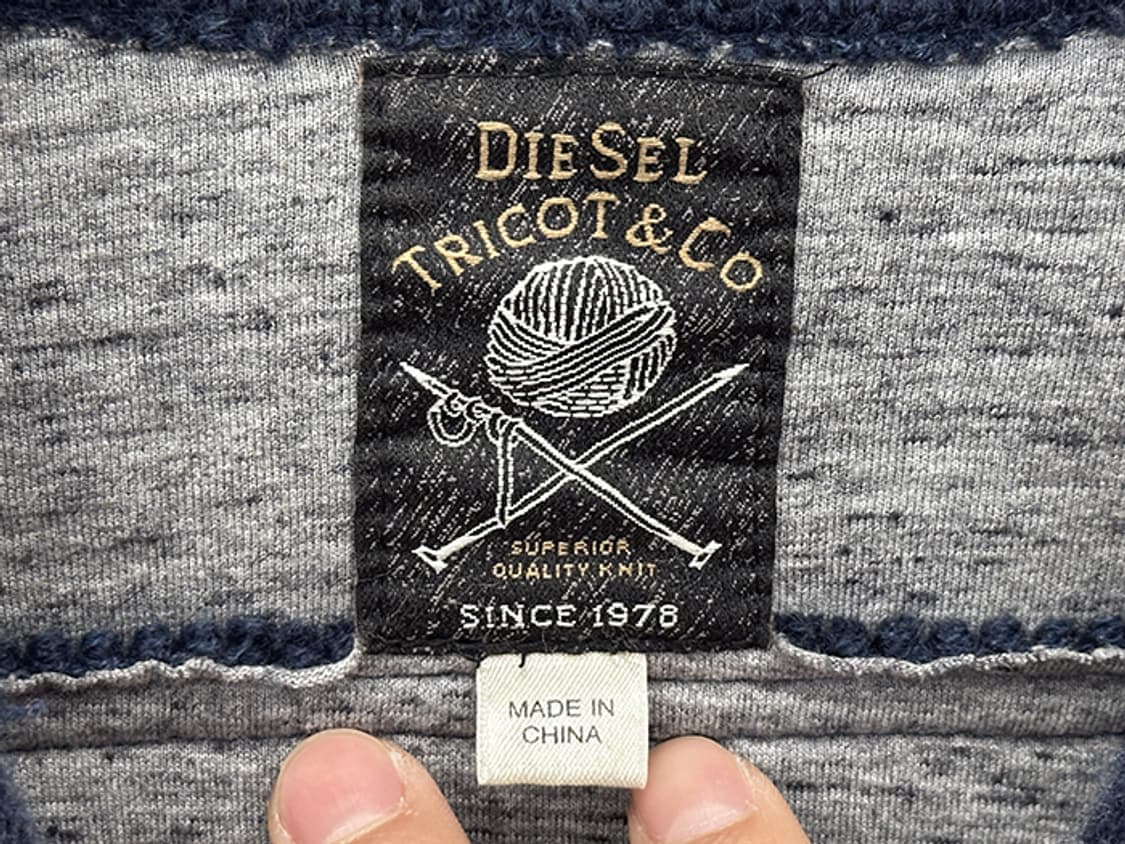 DIESEL
TRICOT & CO
SUPERIOR
QUALITY KNIT
SINCE 1978
MADE IN
CHINA